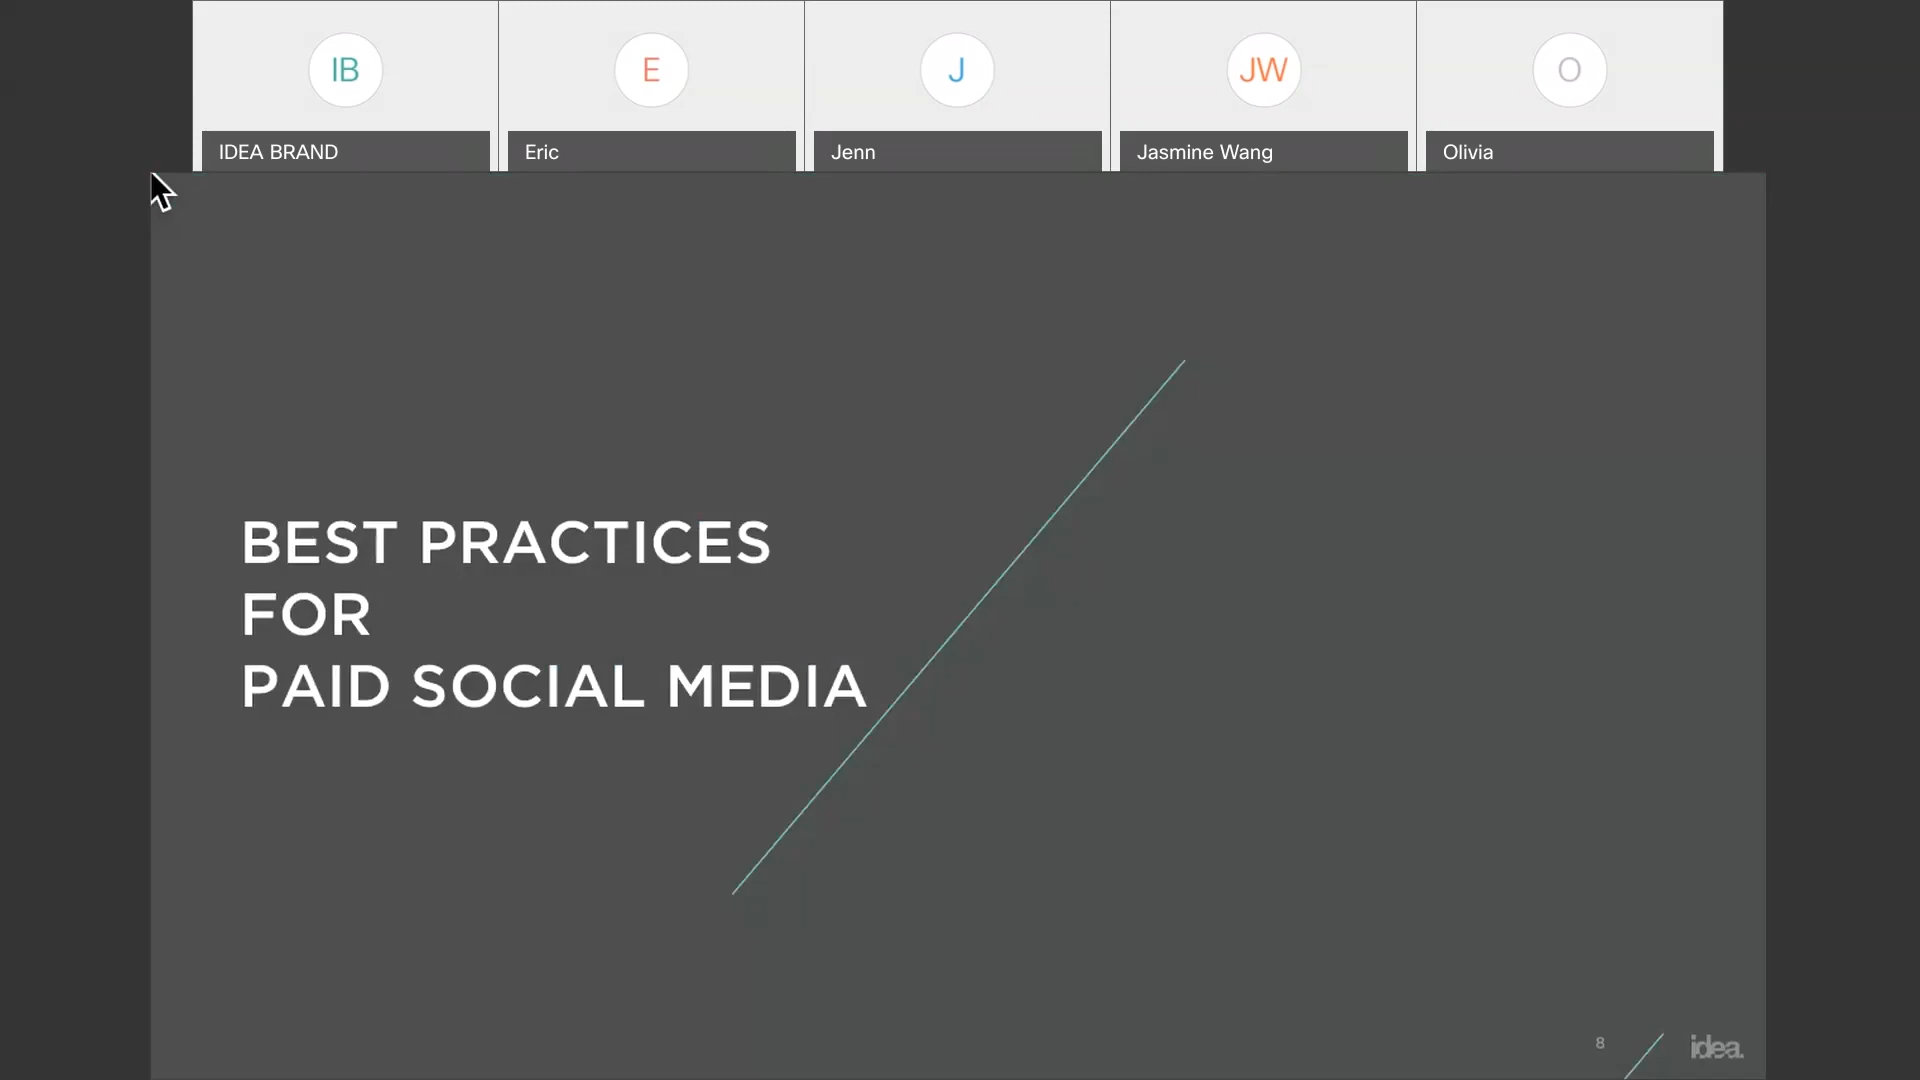 IB
E
J
JW
O
IDEA BRAND
Eric
Jenn
Jasmine Wang
Olivia
BEST PRACTICES
FOR
PAID SOCIAL MEDIA
8
idea.